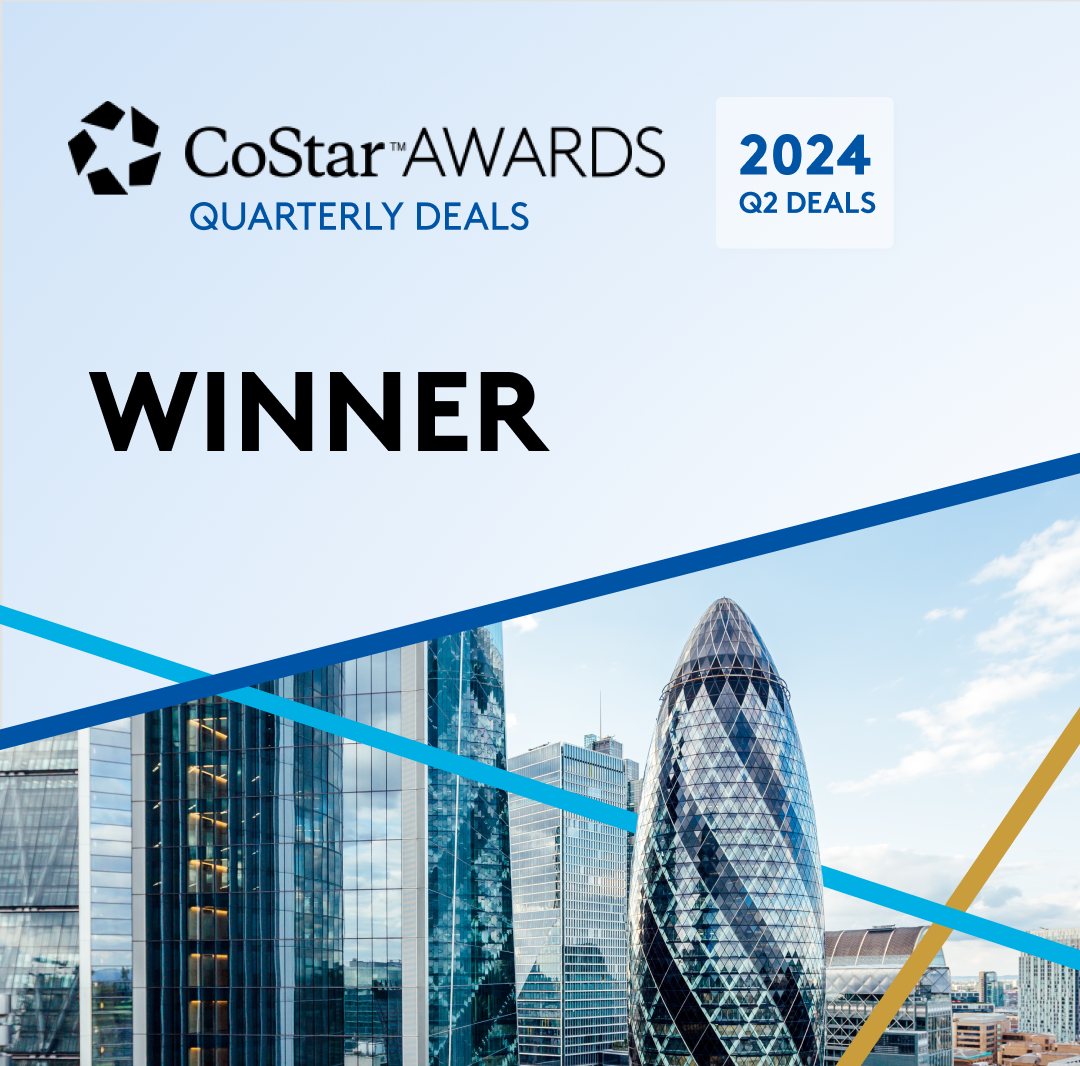 CoStar™ AWARDS
QUARTERLY DEALS
2024
Q2 DEALS
WINNER